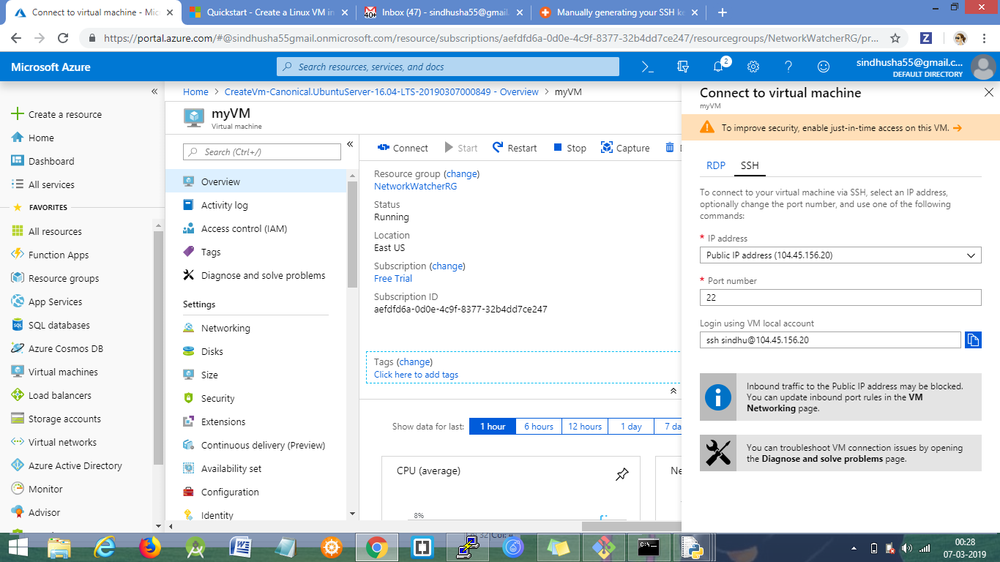 Connect to virtual machine - Mic
Quickstart - Create a Linux VM in
40+
Inbox (47) - sindhusha55@gmail.
Manually generating your SSH ke
https://portal.azure.com/#@sindhusha55gmail.onmicrosoft.com/resource/subscriptions/aefdfd6a-0d0e-4c9f-8377-32b4dd7ce247/resourcegroups/NetworkWatcherRG/pr...
Z
Microsoft Azure
Search resources, services, and docs
2
sindhusha55@gmail.c...
DEFAULT DIRECTORY
Create a resource
Home
Dashboard
All services
FAVORITES
All resources
Function Apps
Resource groups
App Services
SQL databases
Azure Cosmos DB
Virtual machines
Load balancers
Storage accounts
Virtual networks
Azure Active Directory
Monitor
Advisor
Home > CreateVm-Canonical.UbuntuServer-16.04-LTS-20190307000849 - Overview > myVM
myVM
Virtual machine
Search (Ctrl+/)
Overview
Activity log
Access control (IAM)
Tags
Diagnose and solve problems
Settings
Networking
Disks
Size
Security
Extensions
Continuous delivery (Preview)
Availability set
Configuration
Identity
Connect
Start
Restart
Stop
Capture
Resource group (change)
NetworkWatcherRG
Status
Running
Location
East US
Subscription (change)
Free Trial
Subscription ID
aefdfd6a-0d0e-4c9f-8377-32b4dd7ce247
Tags (change)
Click here to add tags
Show data for last:
1 hour
6 hours
12 hours
1 day
7 da
CPU (average)
8%
Ne
Connect to virtual machine
myVM
To improve security, enable just-in-time access on this VM.
RDP
SSH
To connect to your virtual machine via SSH, select an IP address,
optionally change the port number, and use one of the following
commands:
* IP address
Public IP address (104.45.156.20)
* Port number
22
Login using VM local account
ssh sindhu@104.45.156.20
Inbound traffic to the Public IP address may be blocked.
You can update inbound port rules in the VM
Networking page.
You can troubleshoot VM connection issues by opening
the Diagnose and solve problems page.
00:28
07-03-2019